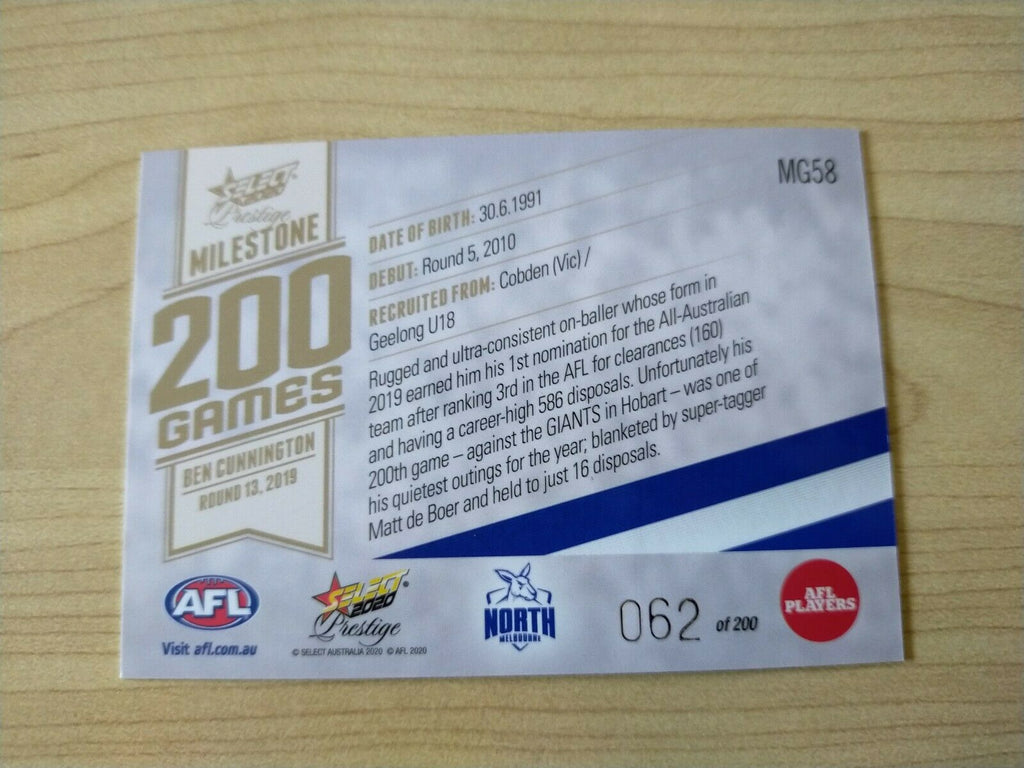 SELECT
Prestige
MILESTONE
200
GAMES
BEN CUNNINGTON
ROUND 13, 2019
MG58
DATE OF BIRTH: 30.6.1991
DEBUT: Round 5, 2010
RECRUITED FROM: Cobden (Vic) /
Geelong U18
Rugged and ultra-consistent on-baller whose form in
2019 earned him his 1st nomination for the All-Australian
team after ranking 3rd in the AFL for clearances (160)
and having a career-high 586 disposals. Unfortunately his
200th game – against the GIANTS in Hobart – was one of
his quietest outings for the year; blanketed by super-tagger
Matt de Boer and held to just 16 disposals.
AFL
Visit afl.com.au
SELECT
2020
Prestige
© SELECT AUSTRALIA 2020 © AFL 2020
NORTH
MELBOURNE
062 of 200
AFL
PLAYERS